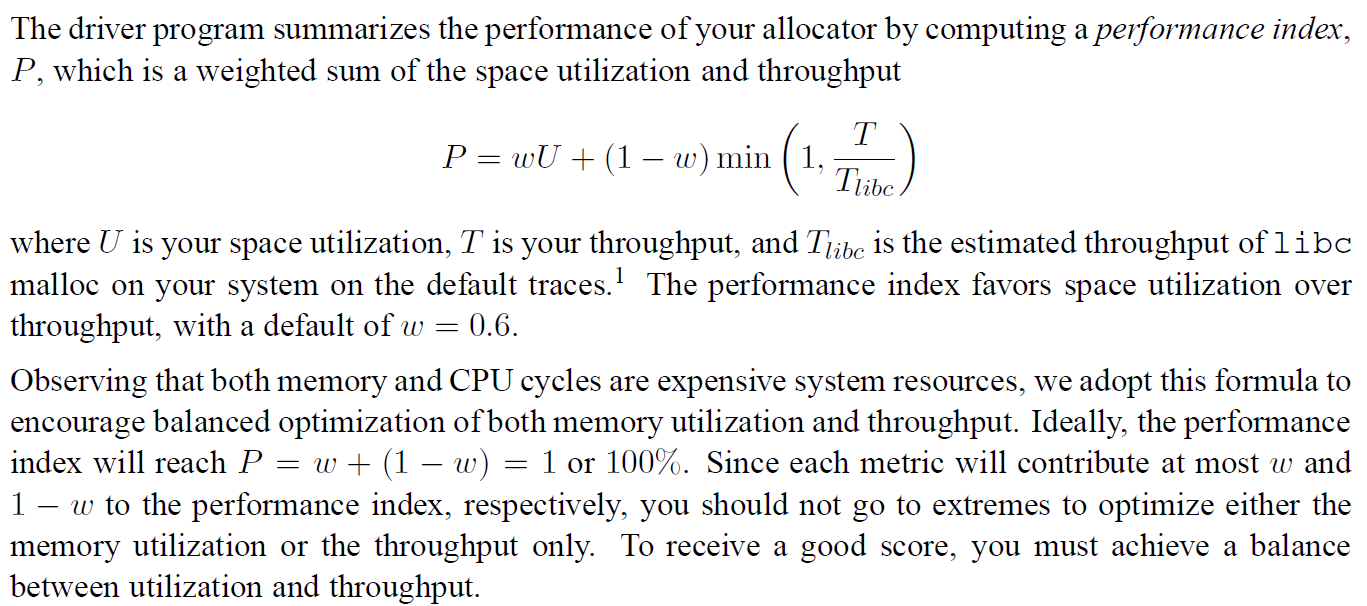 The driver program summarizes the performance of your allocator by computing a performance index,
P, which is a weighted sum of the space utilization and throughput
P = wU + (1 − w) min (1, T / T_libc)
where U is your space utilization, T is your throughput, and T_libc is the estimated throughput of libc
malloc on your system on the default traces.¹ The performance index favors space utilization over
throughput, with a default of w = 0.6.
Observing that both memory and CPU cycles are expensive system resources, we adopt this formula to
encourage balanced optimization of both memory utilization and throughput. Ideally, the performance
index will reach P = w + (1 − w) = 1 or 100%. Since each metric will contribute at most w and
1 − w to the performance index, respectively, you should not go to extremes to optimize either the
memory utilization or the throughput only. To receive a good score, you must achieve a balance
between utilization and throughput.